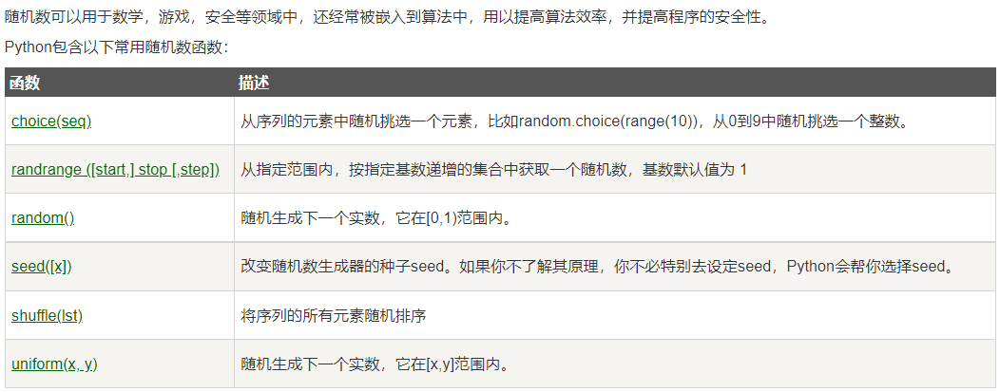 随机数可以用于数学，游戏，安全等领域中，还经常被嵌入到算法中，用以提高算法效率，并提高程序的安全性。
Python包含以下常用随机数函数：
函数 描述
choice(seq) 从序列的元素中随机挑选一个元素，比如random.choice(range(10))，从0到9中随机挑选一个整数。
randrange ([start,] stop [,step]) 从指定范围内，按指定基数递增的集合中获取一个随机数，基数默认值为 1
random() 随机生成下一个实数，它在[0,1)范围内。
seed([x]) 改变随机数生成器的种子seed。如果你不了解其原理，你不必特别去设定seed，Python会帮你选择seed。
shuffle(lst) 将序列的所有元素随机排序
uniform(x, y) 随机生成下一个实数，它在[x,y]范围内。